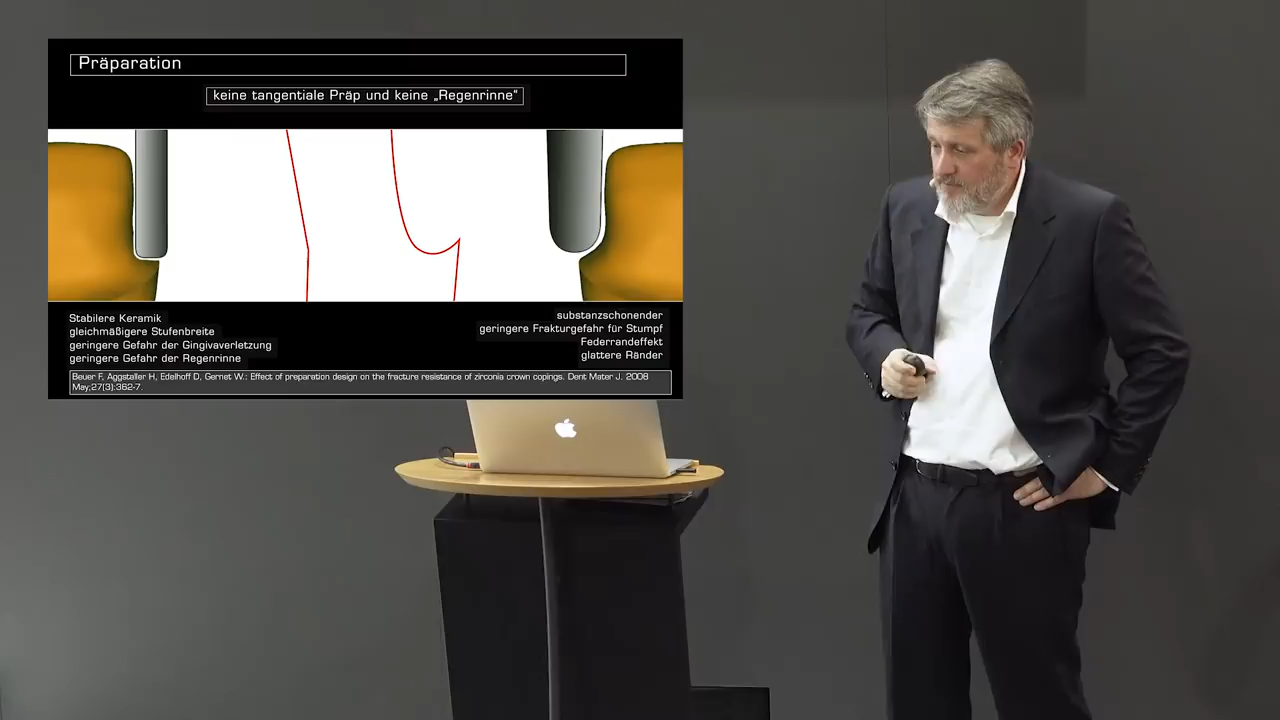 Präparation
keine tangentiale Präp und keine „Regenrinne“
Stabilere Keramik
gleichmäßigere Stufenbreite
geringere Gefahr der Gingivaverletzung
geringere Gefahr der Regenrinne
substanzschonender
geringere Frakturgefahr für Stumpf
Federrandeffekt
glattere Ränder
Beuer F, Aggstaller H, Edelhoff D, Gernet W.: Effect of preparation design on the fracture resistance of zirconia crown copings. Dent Mater J. 2008
May;27(3):362-7.